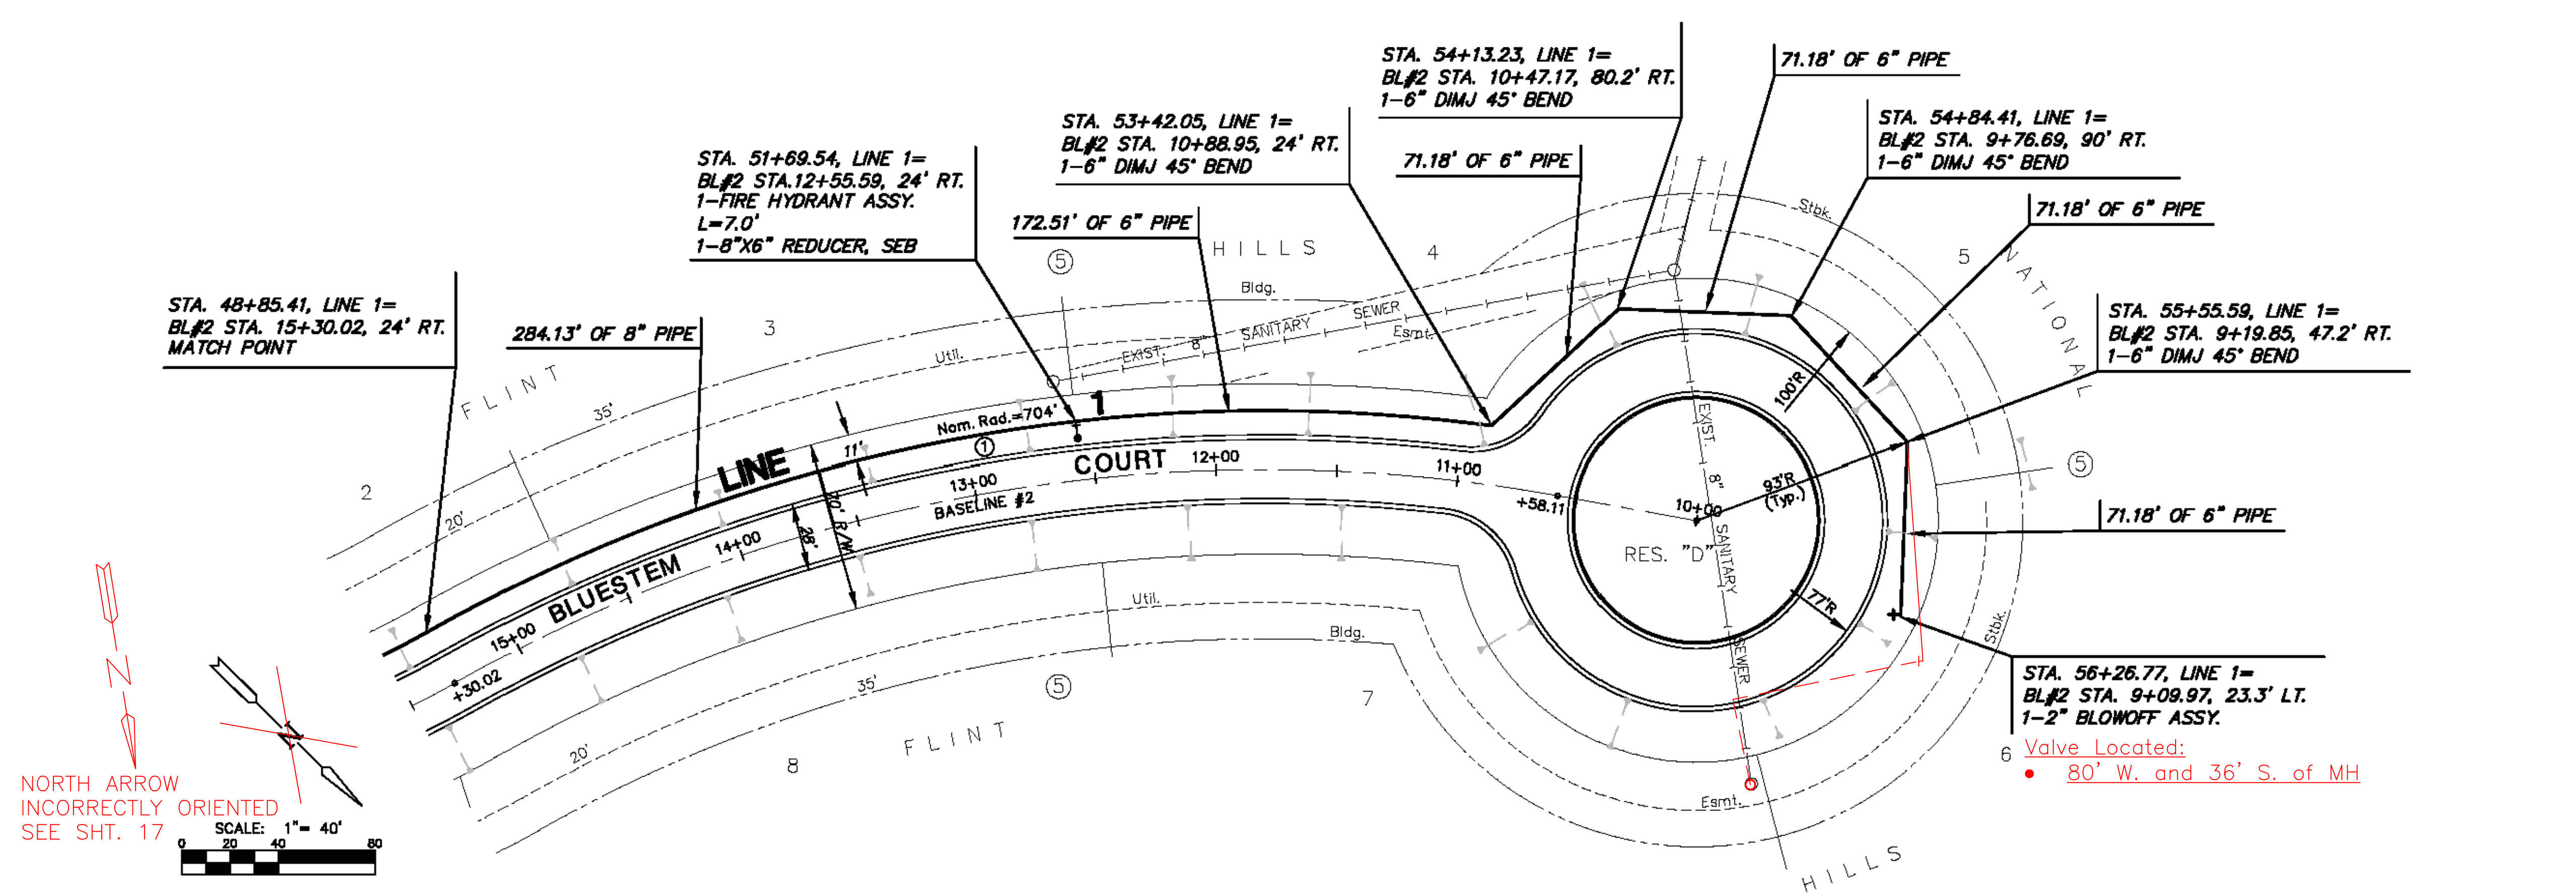 STA. 54+13.23, LINE 1=
BL#2 STA. 10+47.17, 80.2' RT.
1-6" DIMJ 45° BEND
71.18' OF 6" PIPE
STA. 53+42.05, LINE 1=
BL#2 STA. 10+88.95, 24' RT.
1-6" DIMJ 45° BEND
71.18' OF 6" PIPE
STA. 54+84.41, LINE 1=
BL#2 STA. 9+76.69, 90' RT.
1-6" DIMJ 45° BEND
STA. 51+69.54, LINE 1=
BL#2 STA.12+55.59, 24' RT.
1-FIRE HYDRANT ASSY.
L=7.0'
1-8"X6" REDUCER, SEB
172.51' OF 6" PIPE
71.18' OF 6" PIPE
STA. 48+85.41, LINE 1=
BL#2 STA. 15+30.02, 24' RT.
MATCH POINT
284.13' OF 8" PIPE
STA. 55+55.59, LINE 1=
BL#2 STA. 9+19.85, 47.2' RT.
1-6" DIMJ 45° BEND
71.18' OF 6" PIPE
STA. 56+26.77, LINE 1=
BL#2 STA. 9+09.97, 23.3' LT.
1-2" BLOWOFF ASSY.
Valve Located:
• 80' W. and 36' S. of MH
FLINT
HILLS
NATIONAL
2
3
4
5
6
7
8
5
5
5
35'
20'
Util.
Bldg.
Stbk.
EXIST. 8" SANITARY SEWER
Esmt.
LINE
1
Nom. Rad.=704'
1
11'
70' R/W
28'
BLUESTEM
COURT
BASELINE #2
+30.02
15+00
14+00
13+00
12+00
11+00
+58.11
10+00
RES. "D"
EXIST. 8" SANITARY SEWER
100'R
93'R
(Typ.)
77'R
Stbk.
Util.
Bldg.
35'
20'
Esmt.
FLINT
HILLS
N
N
NORTH ARROW
INCORRECTLY ORIENTED
SEE SHT. 17
SCALE: 1"= 40'
0 20 40 80